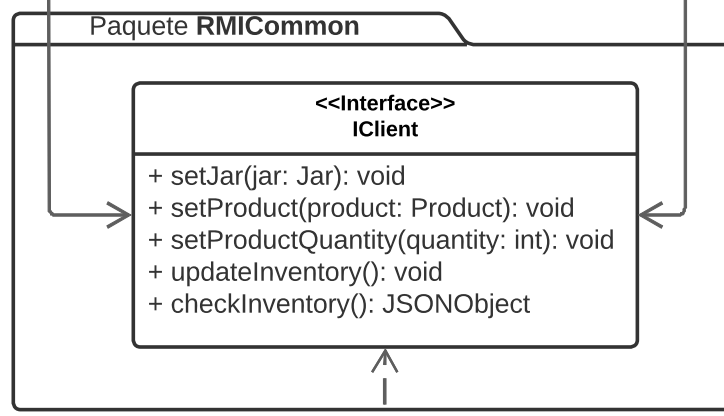 Paquete RMICommon
<<Interface>>
IClient
+ setJar(jar: Jar): void
+ setProduct(product: Product): void
+ setProductQuantity(quantity: int): void
+ updateInventory(): void
+ checkInventory(): JSONObject